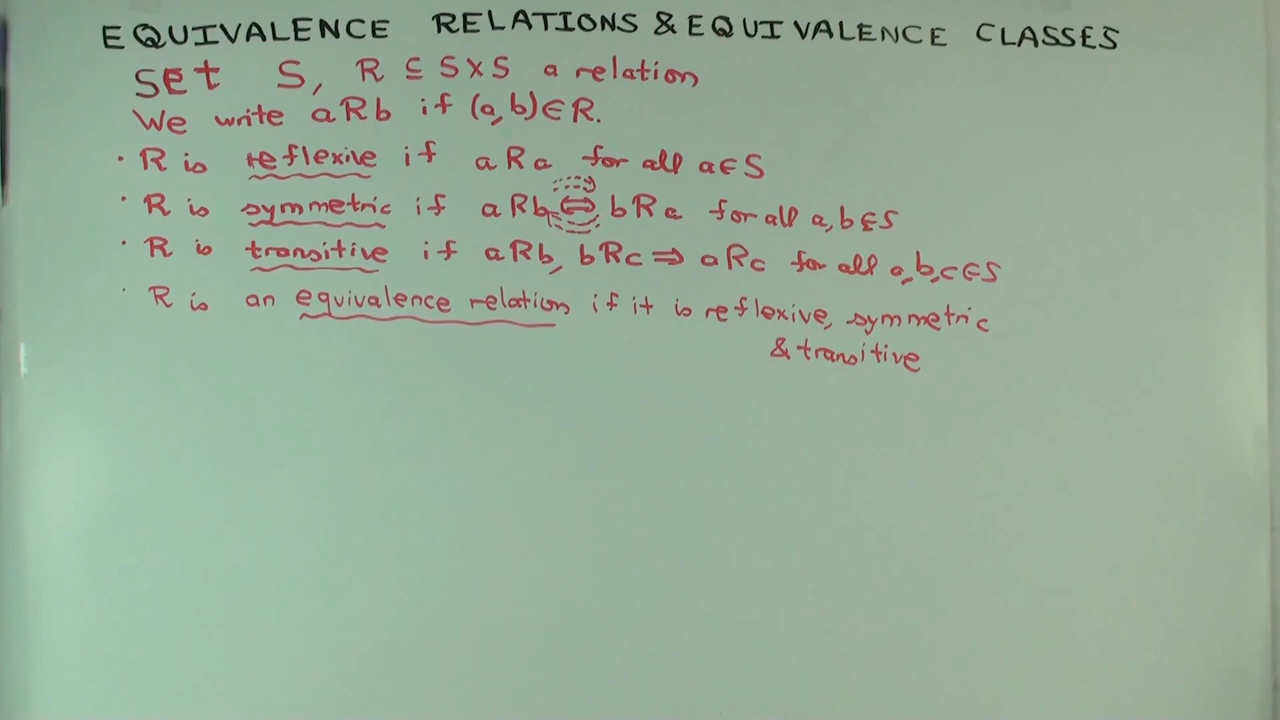 EQUIVALENCE RELATIONS & EQUIVALENCE CLASSES
Set S, R ⊆ S×S a relation
We write aRb if (a,b)∈R.
· R is reflexive if aRa for all a∈S
· R is symmetric if aRb ⇔ bRa for all a,b∈S
· R is transitive if aRb, bRc ⇒ aRc for all a,b,c∈S
· R is an equivalence relation if it is reflexive, symmetric
& transitive